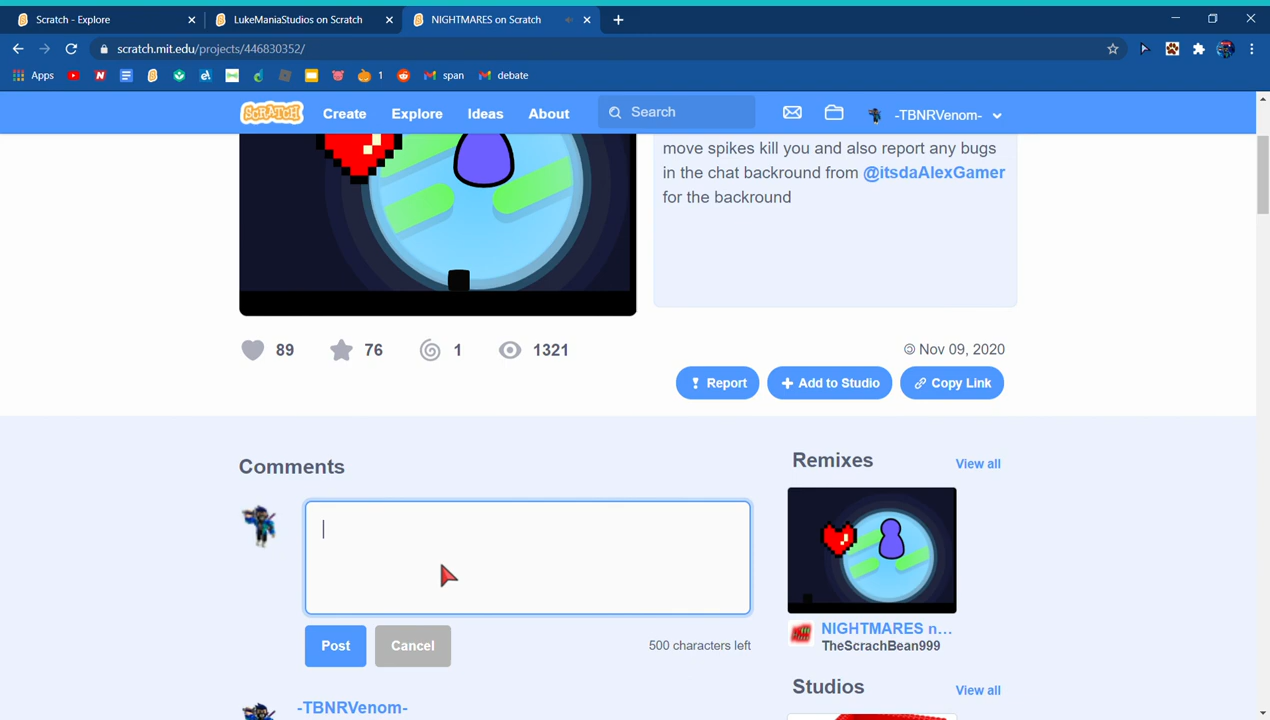 Scratch - Explore
LukeManiaStudios on Scratch
NIGHTMARES on Scratch
scratch.mit.edu/projects/446830352/
Apps
1
span
debate
SCRATCH
Create
Explore
Ideas
About
Search
-TBNRVenom-
move spikes kill you and also report any bugs
in the chat backround from @itsdaAlexGamer
for the backround
89
76
1
1321
Nov 09, 2020
Report
Add to Studio
Copy Link
Comments
Post
Cancel
500 characters left
-TBNRVenom-
Remixes
View all
NIGHTMARES n...
TheScrachBean999
Studios
View all